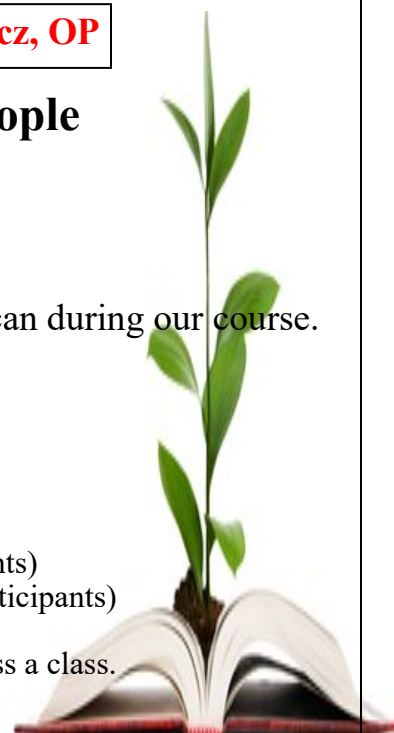 cz, OP
ople
can during our course.
nts)
ticipants)
ss a class.